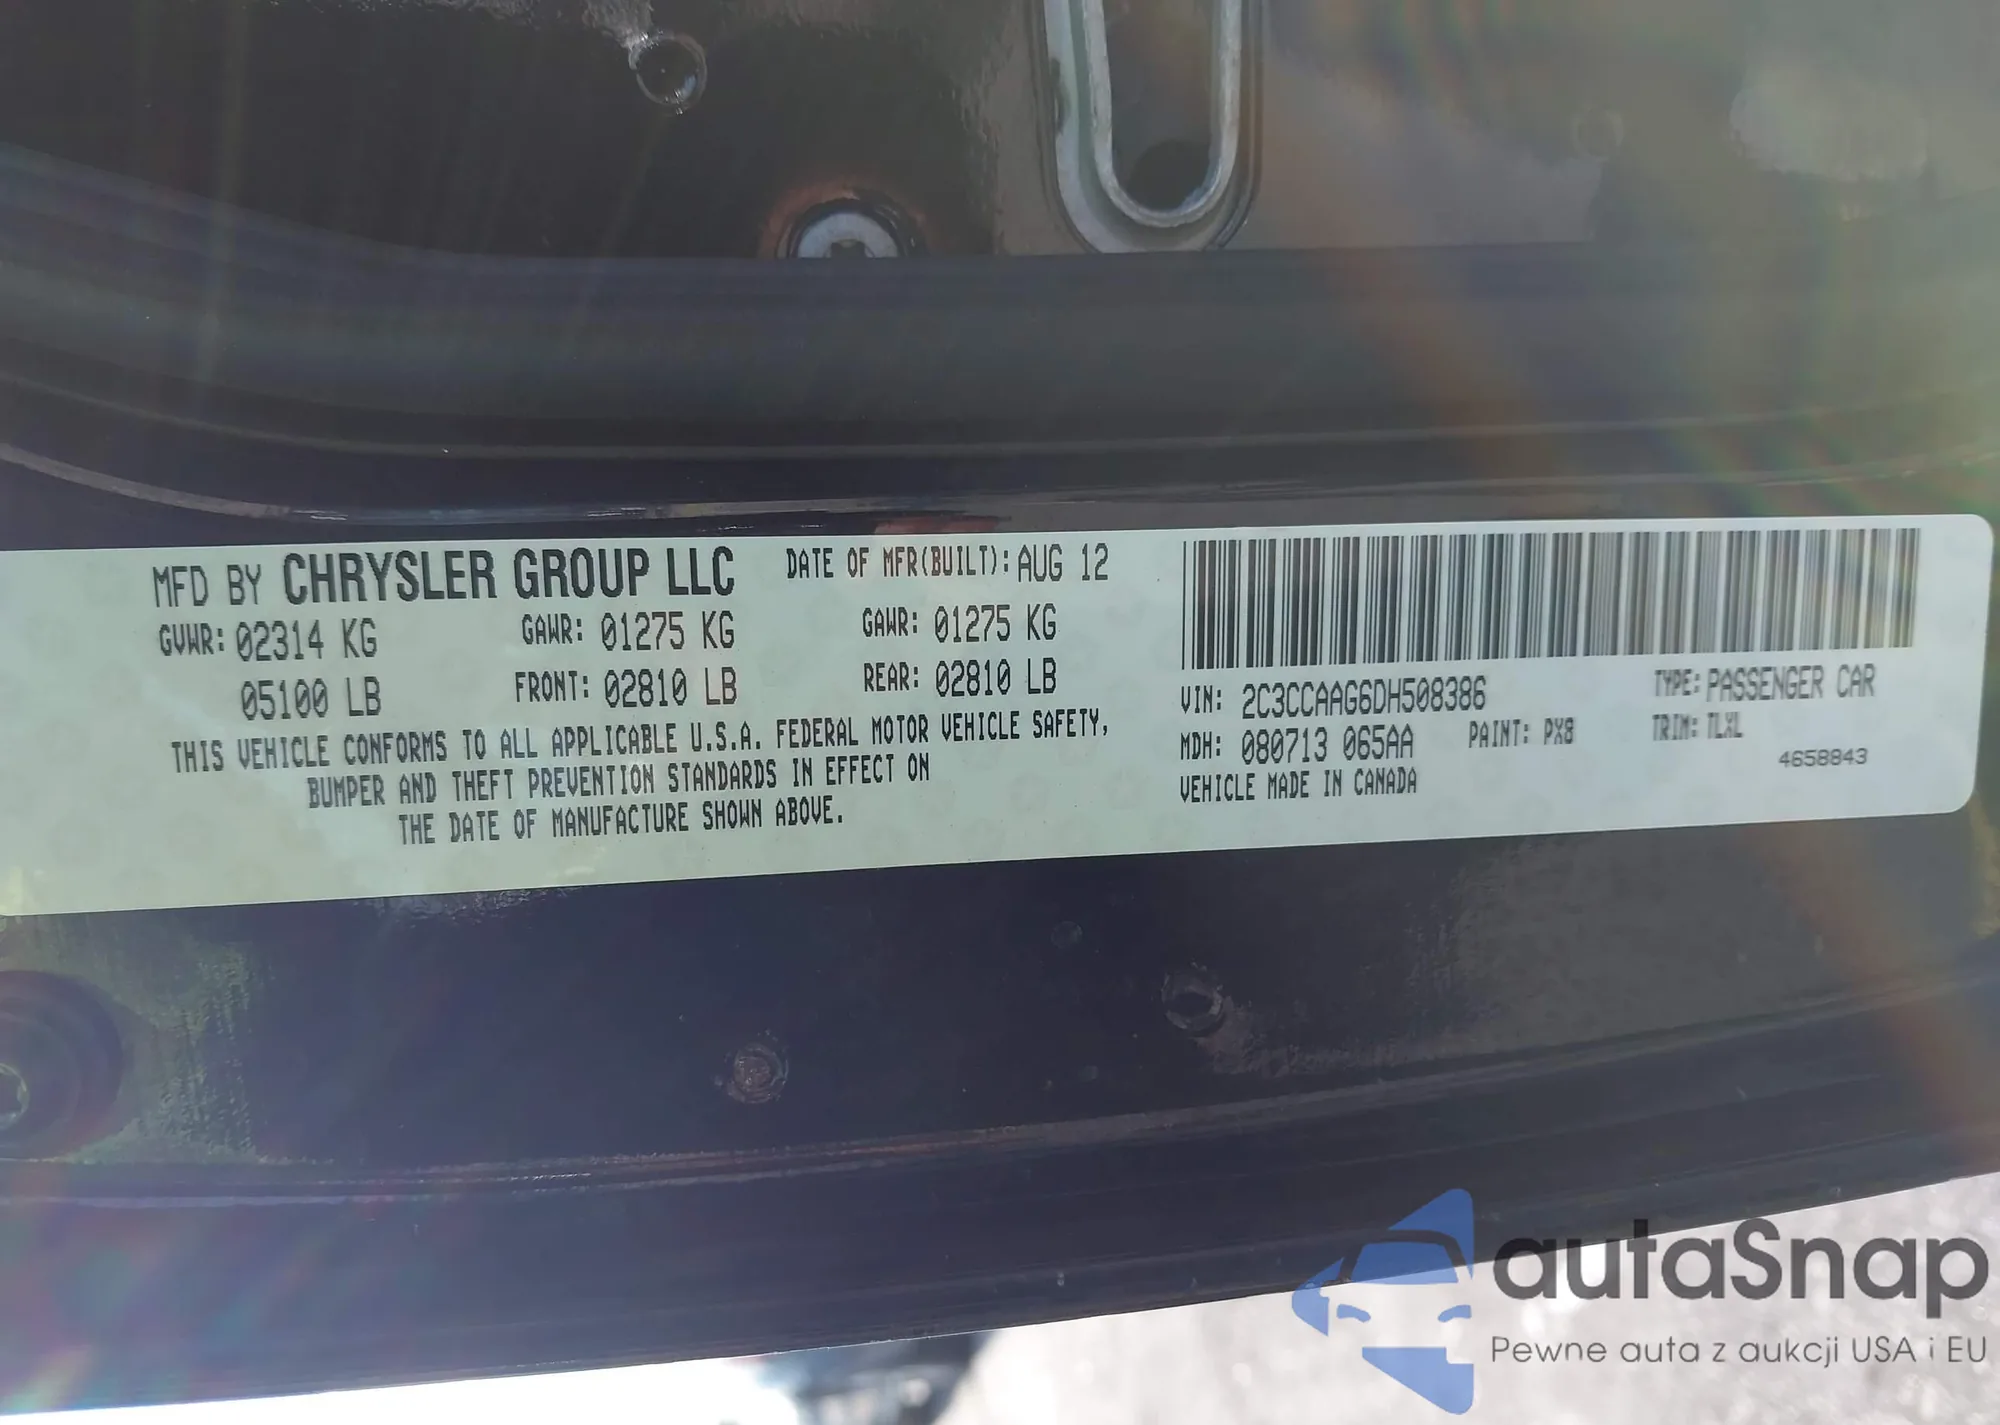 MFD BY CHRYSLER GROUP LLC DATE OF MFR(BUILT): AUG 12
GVWR: 02314 KG GAWR: 01275 KG GAWR: 01275 KG
05100 LB FRONT: 02810 LB REAR: 02810 LB
THIS VEHICLE CONFORMS TO ALL APPLICABLE U.S.A. FEDERAL MOTOR VEHICLE SAFETY,
BUMPER AND THEFT PREVENTION STANDARDS IN EFFECT ON
THE DATE OF MANUFACTURE SHOWN ABOVE.
VIN: 2C3CCAAG6DH508386 TYPE: PASSENGER CAR
MDH: 080713 065AA PAINT: PX8 TRIM: TLXL
VEHICLE MADE IN CANADA 4658843
autaSnap
Pewne auta z aukcji USA i EU